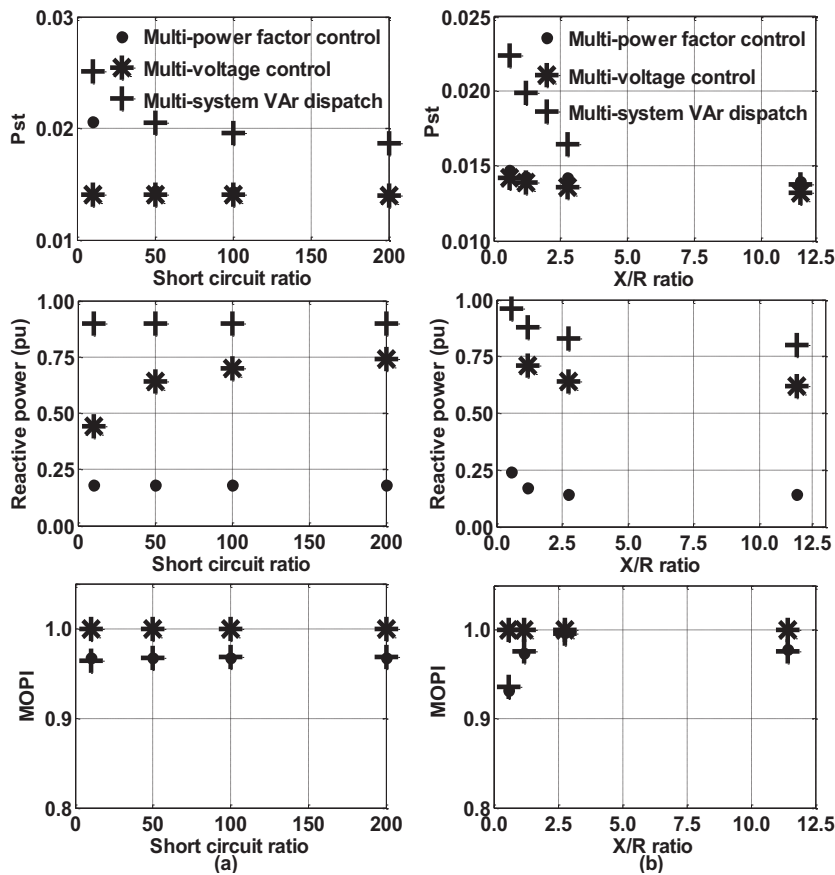 0.03
0.02
0.01
Pst
Multi-power factor control
Multi-voltage control
Multi-system VAr dispatch
0 50 100 150 200
Short circuit ratio
0.025
0.020
0.015
0.010
Pst
Multi-power factor control
Multi-voltage control
Multi-system VAr dispatch
0.0 2.5 5.0 7.5 10.0 12.5
X/R ratio
1.00
0.75
0.50
0.25
0.00
Reactive power (pu)
0 50 100 150 200
Short circuit ratio
1.00
0.75
0.50
0.25
0.00
Reactive power (pu)
0.0 2.5 5.0 7.5 10.0 12.5
X/R ratio
1.0
0.9
0.8
MOPI
0 50 100 150 200
Short circuit ratio
(a)
1.0
0.9
0.8
MOPI
0.0 2.5 5.0 7.5 10.0 12.5
X/R ratio
(b)